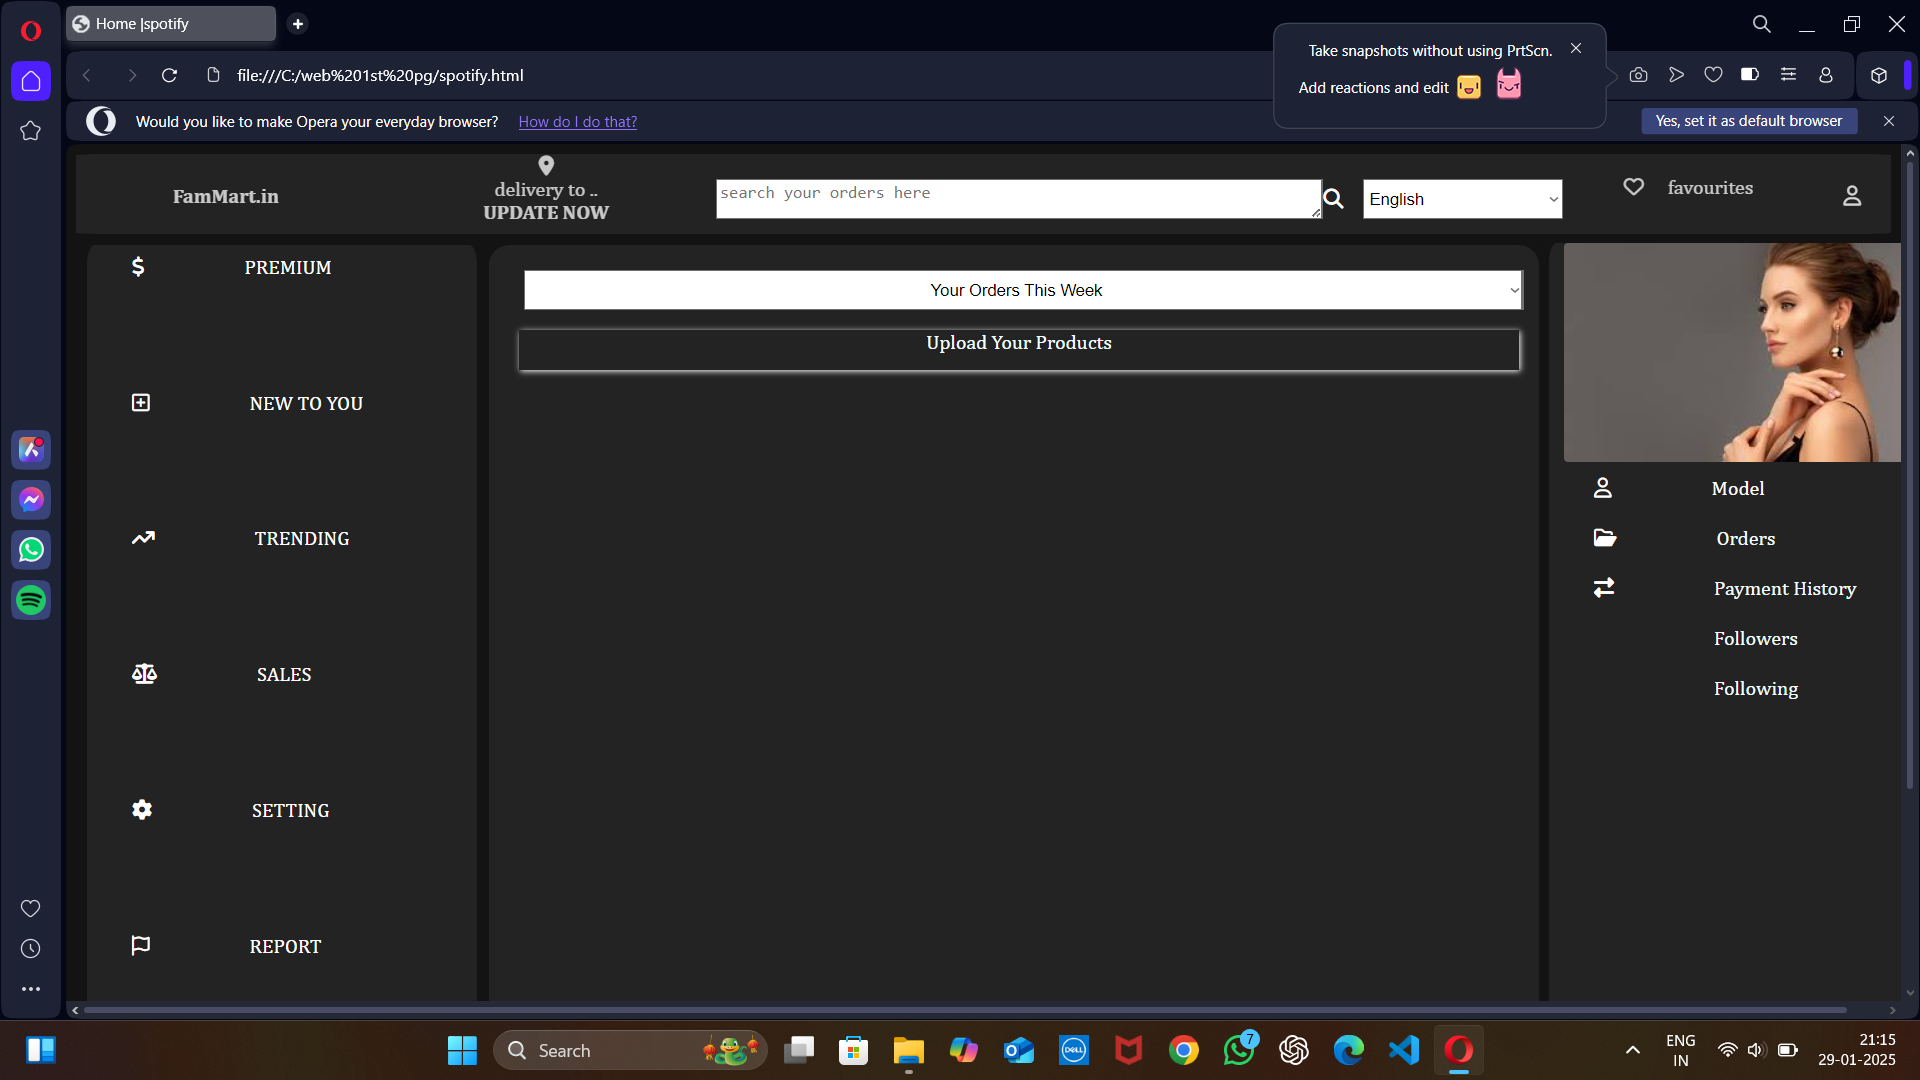 Home |spotify
file:///C:/web%201st%20pg/spotify.html
Take snapshots without using PrtScn.
Add reactions and edit
Would you like to make Opera your everyday browser? How do I do that?
Yes, set it as default browser
FamMart.in
delivery to ..
UPDATE NOW
search your orders here
English
favourites
PREMIUM
NEW TO YOU
TRENDING
SALES
SETTING
REPORT
Your Orders This Week
Upload Your Products
Model
Orders
Payment History
Followers
Following
Search
DELL
7
ENG
IN
21:15
29-01-2025